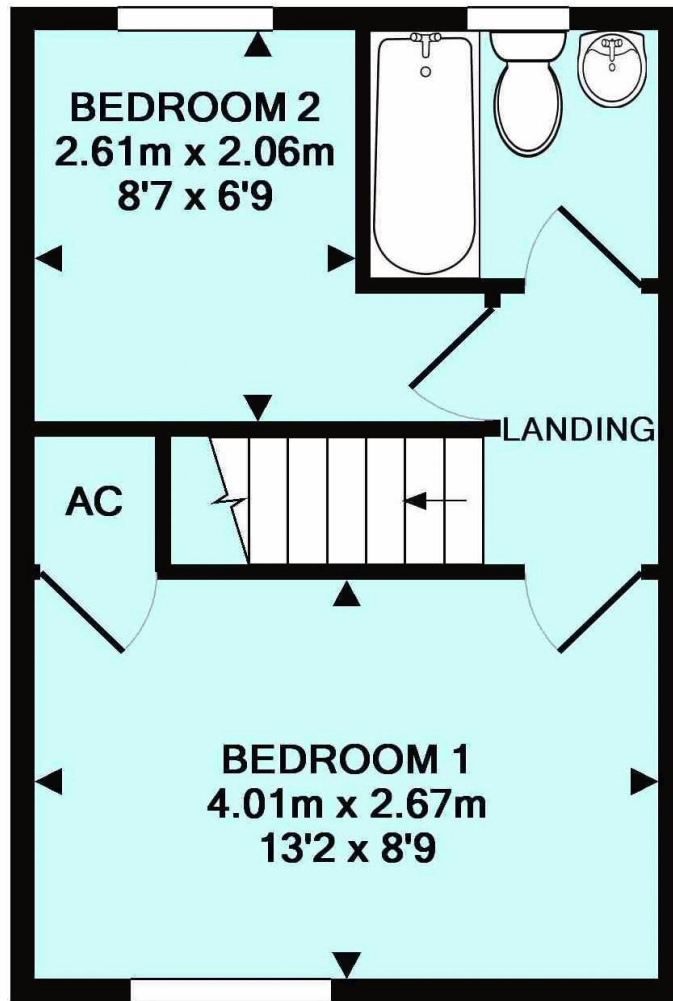 BEDROOM 2
2.61m x 2.06m
8'7 x 6'9
LANDING
AC
BEDROOM 1
4.01m x 2.67m
13'2 x 8'9